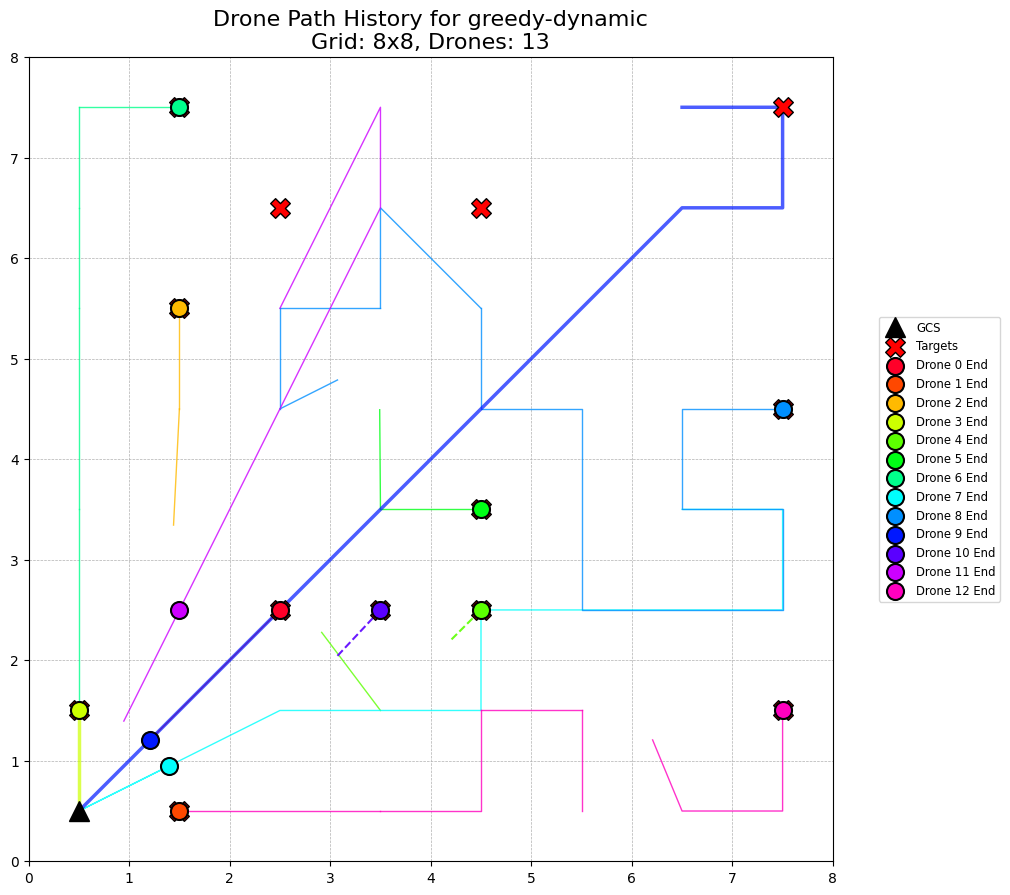 Drone Path History for greedy-dynamic
Grid: 8x8, Drones: 13
8
7
6
5
4
3
2
1
0
0 1 2 3 4 5 6 7 8
GCS
Targets
Drone 0 End
Drone 1 End
Drone 2 End
Drone 3 End
Drone 4 End
Drone 5 End
Drone 6 End
Drone 7 End
Drone 8 End
Drone 9 End
Drone 10 End
Drone 11 End
Drone 12 End